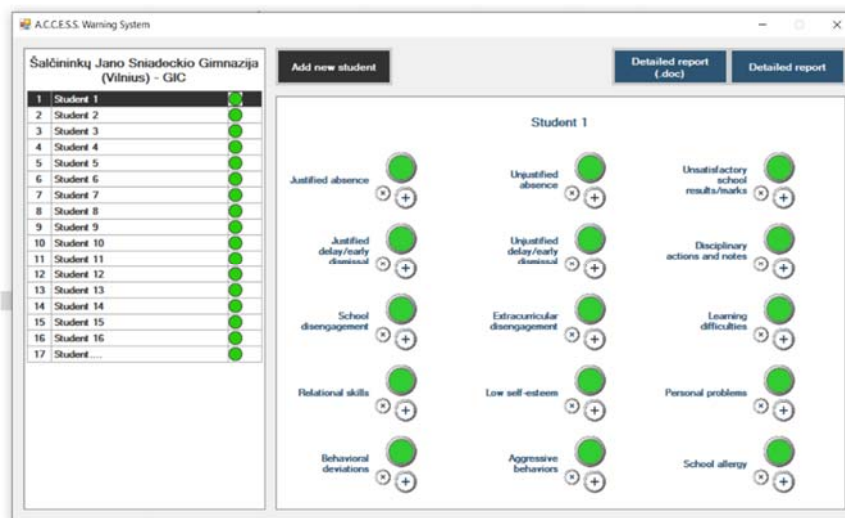 A.C.C.E.S.S. Warning System
Šalčininkų Jano Sniadeckio Gimnazija
(Vilnius) - GIC
1 Student 1
2 Student 2
3 Student 3
4 Student 4
5 Student 5
6 Student 6
7 Student 7
8 Student 8
9 Student 9
10 Student 10
11 Student 11
12 Student 12
13 Student 13
14 Student 14
15 Student 15
16 Student 16
17 Student....
Add new student
Detailed report
(.doc)
Detailed report
Student 1
Justified absence
Unjustified
absence
Unsatisfactory
school
results/marks
Justified
delay/early
dismissal
Unjustified
delay/early
dismissal
Disciplinary
actions and notes
School
disengagement
Extracurricular
disengagement
Learning
difficulties
Relational skills
Low self-esteem
Personal problems
Behavioral
deviations
Aggressive
behaviors
School allergy